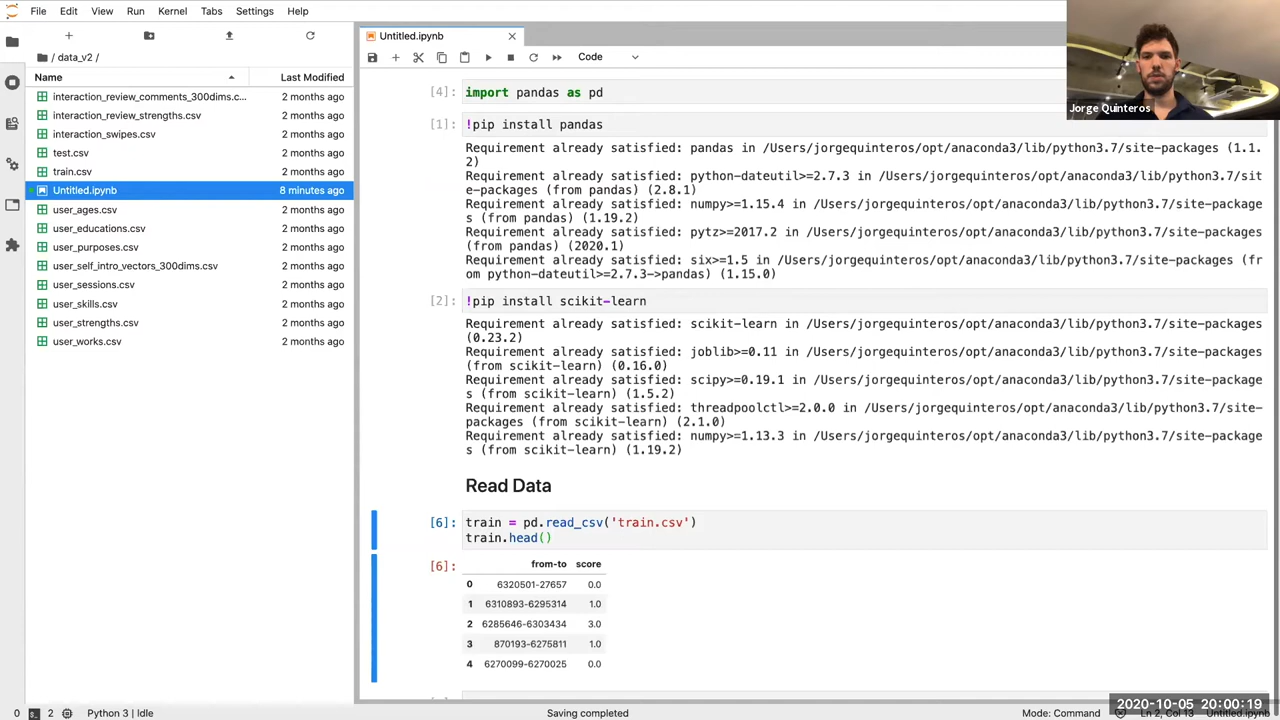 File Edit View Run Kernel Tabs Settings Help
/ data_v2 /
Name Last Modified
interaction_review_comments_300dims.c... 2 months ago
interaction_review_strengths.csv 2 months ago
interaction_swipes.csv 2 months ago
test.csv 2 months ago
train.csv 2 months ago
Untitled.ipynb 8 minutes ago
user_ages.csv 2 months ago
user_educations.csv 2 months ago
user_purposes.csv 2 months ago
user_self_intro_vectors_300dims.csv 2 months ago
user_sessions.csv 2 months ago
user_skills.csv 2 months ago
user_strengths.csv 2 months ago
user_works.csv 2 months ago
Untitled.ipynb
Code
Jorge Quinteros
[4]: import pandas as pd
[1]: !pip install pandas
Requirement already satisfied: pandas in /Users/jorgequinteros/opt/anaconda3/lib/python3.7/site-packages (1.1.
2)
Requirement already satisfied: python-dateutil>=2.7.3 in /Users/jorgequinteros/opt/anaconda3/lib/python3.7/sit
e-packages (from pandas) (2.8.1)
Requirement already satisfied: numpy>=1.15.4 in /Users/jorgequinteros/opt/anaconda3/lib/python3.7/site-package
s (from pandas) (1.19.2)
Requirement already satisfied: pytz>=2017.2 in /Users/jorgequinteros/opt/anaconda3/lib/python3.7/site-packages
(from pandas) (2020.1)
Requirement already satisfied: six>=1.5 in /Users/jorgequinteros/opt/anaconda3/lib/python3.7/site-packages (fr
om python-dateutil>=2.7.3->pandas) (1.15.0)
[2]: !pip install scikit-learn
Requirement already satisfied: scikit-learn in /Users/jorgequinteros/opt/anaconda3/lib/python3.7/site-packages
(0.23.2)
Requirement already satisfied: joblib>=0.11 in /Users/jorgequinteros/opt/anaconda3/lib/python3.7/site-packages
(from scikit-learn) (0.16.0)
Requirement already satisfied: scipy>=0.19.1 in /Users/jorgequinteros/opt/anaconda3/lib/python3.7/site-package
s (from scikit-learn) (1.5.2)
Requirement already satisfied: threadpoolctl>=2.0.0 in /Users/jorgequinteros/opt/anaconda3/lib/python3.7/site-
packages (from scikit-learn) (2.1.0)
Requirement already satisfied: numpy>=1.13.3 in /Users/jorgequinteros/opt/anaconda3/lib/python3.7/site-package
s (from scikit-learn) (1.19.2)
Read Data
[6]: train = pd.read_csv('train.csv')
train.head()
[6]: from-to score
0 6320501-27657 0.0
1 6310893-6295314 1.0
2 6285646-6303434 3.0
3 870193-6275811 1.0
4 6270099-6270025 0.0
2020-10-05 20:00:19
0 2 Python 3 | Idle Saving completed Mode: Command Ln 2, Col 13 Untitled.ipynb